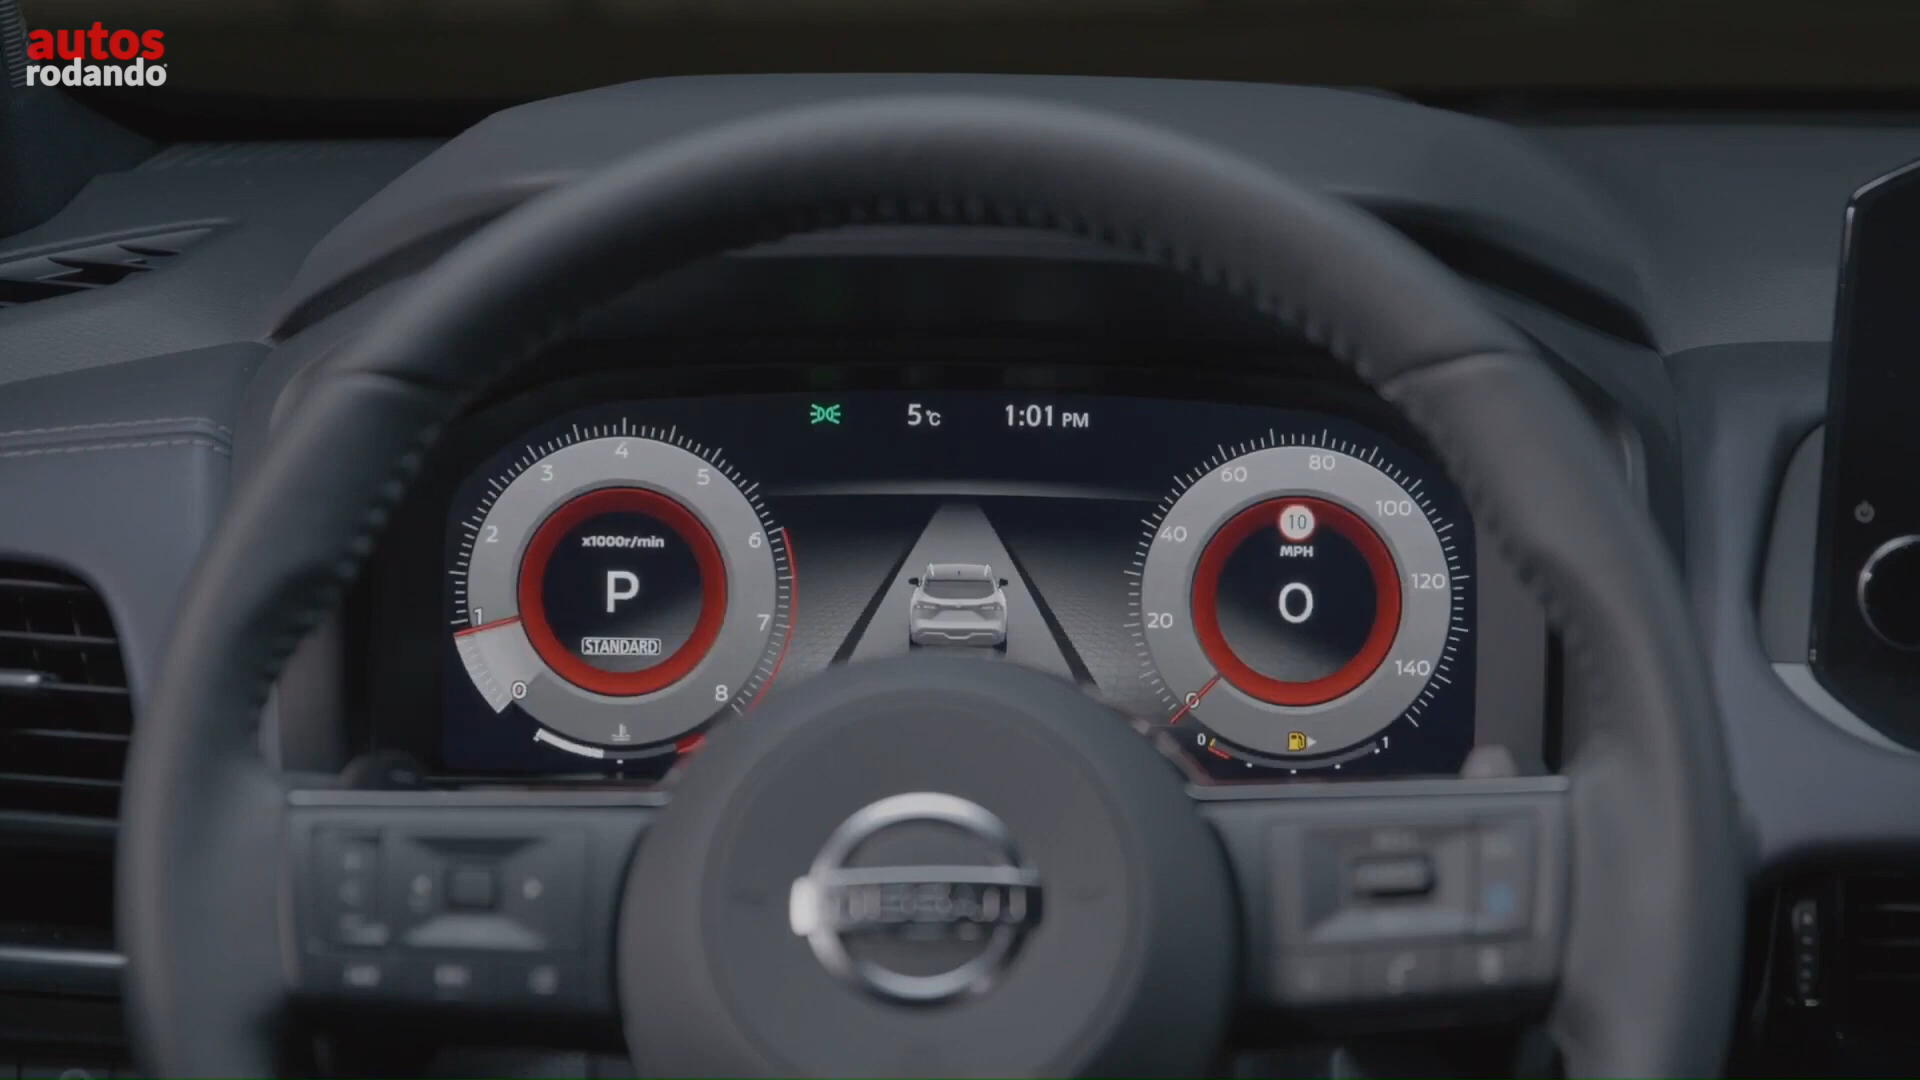 autos
rodando
5°C 1:01 PM
0 1 2 3 4 5 6 7 8
x1000r/min
P
STANDARD
0 20 40 60 80 100 120 140
10
MPH
0
0 1